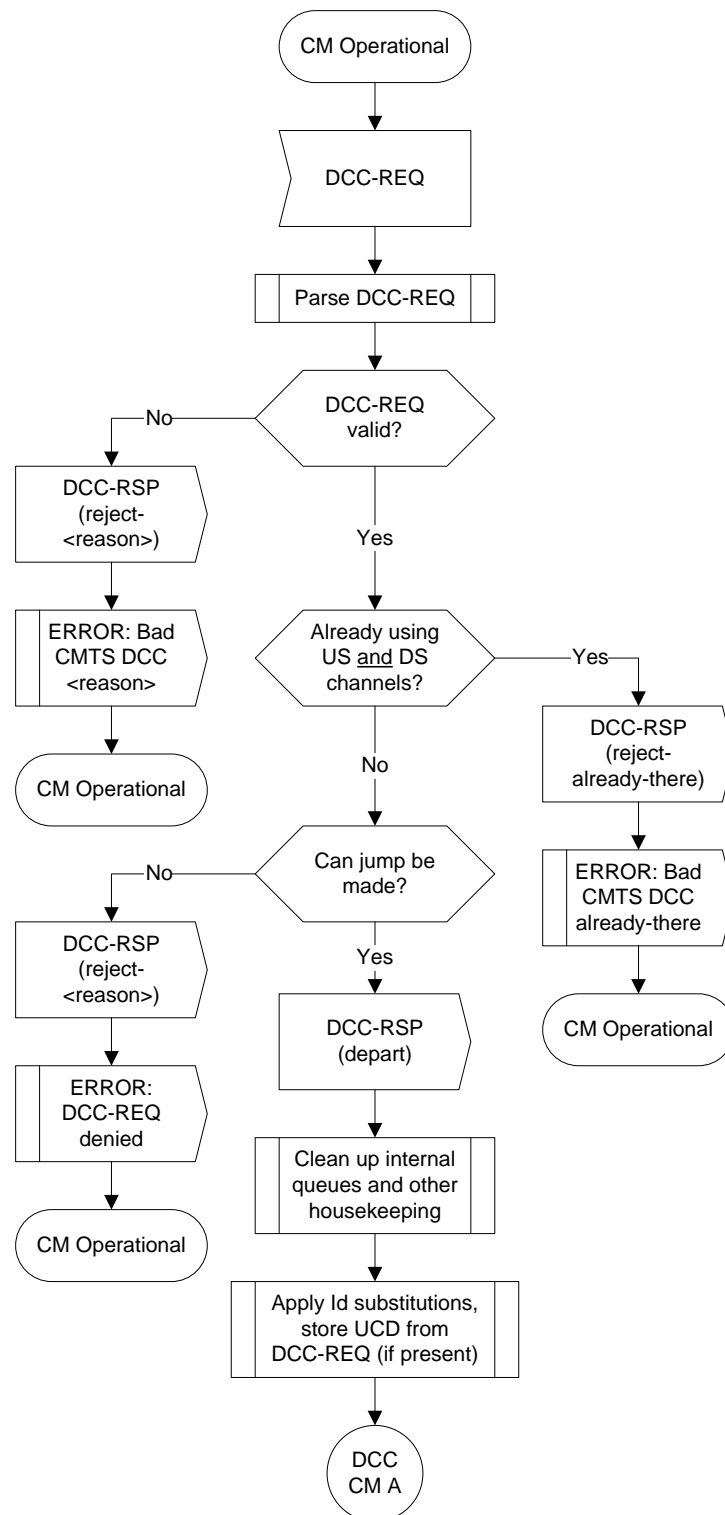 CM Operational
DCC-REQ
Parse DCC-REQ
DCC-REQ
valid?
No
DCC-RSP
(reject-
<reason>)
Yes
ERROR: Bad
CMTS DCC
<reason>
Already using
US and DS
channels?
Yes
DCC-RSP
(reject-
already-there)
CM Operational
No
Can jump be
made?
No
ERROR: Bad
CMTS DCC
already-there
DCC-RSP
(reject-
<reason>)
Yes
DCC-RSP
(depart)
CM Operational
ERROR:
DCC-REQ
denied
Clean up internal
queues and other
housekeeping
CM Operational
Apply Id substitutions,
store UCD from
DCC-REQ (if present)
DCC
CM A